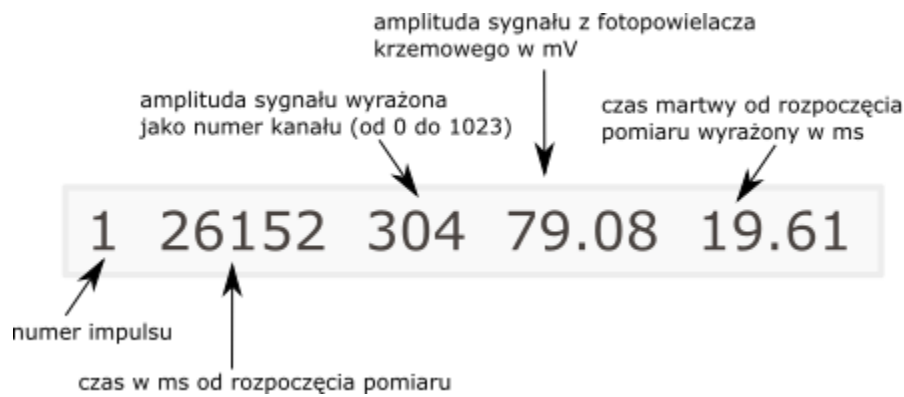 amplituda sygnału z fotopowielacza
krzemowego w mV
amplituda sygnału wyrażona
jako numer kanału (od 0 do 1023)
czas martwy od rozpoczęcia
pomiaru wyrażony w ms
1 26152 304 79.08 19.61
numer impulsu
czas w ms od rozpoczęcia pomiaru